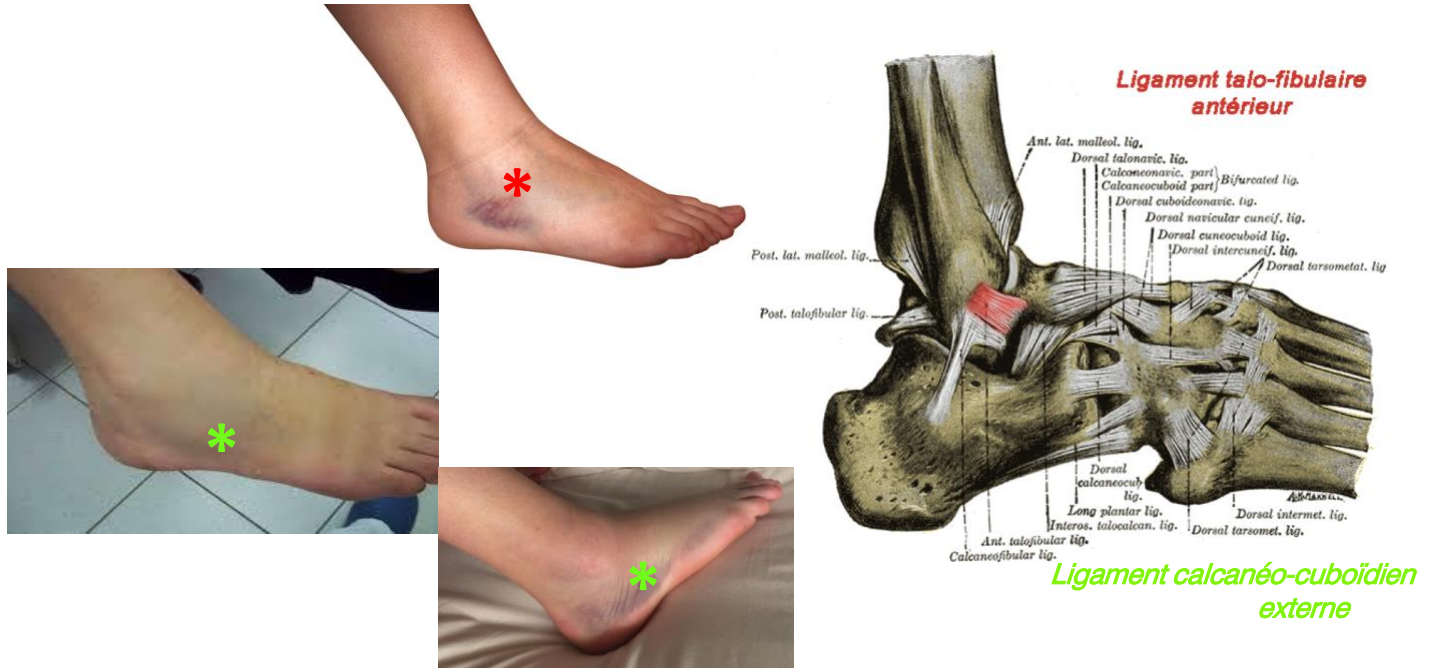 Ligament talo-fibulaire
antérieur
Ant. lat. malleol. lig.
Dorsal talonavic. lig.
Calcaneonavic. part
Calcaneocuboid part
Bifurcated lig.
Dorsal cuboideonavic. lig.
Dorsal navicular cuneif. lig.
Dorsal cuneocuboid lig.
Dorsal intercuneif. lig.
Dorsal tarsometat. lig
Post. lat. malleol. lig.
Post. talofibular lig.
Dorsal
calcaneocub
lig.
Long plantar lig.
Interos. talocalcan. lig.
Ant. talofibular lig.
Calcaneofibular lig.
Dorsal intermet. lig.
Dorsal tarsomet. lig.
Ligament calcanéo-cuboïdien
externe